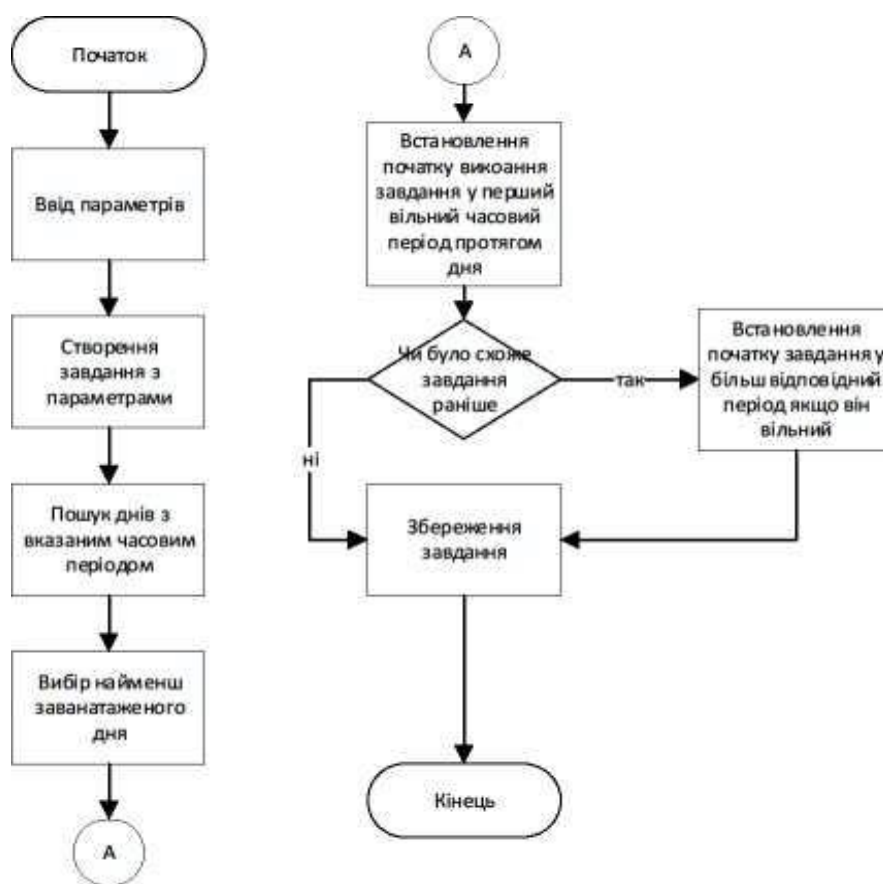 Початок
Ввід параметрів
Створення
завдання з
параметрами
Пошук днів з
вказаним часовим
періодом
Вибір найменш
заванатаженого
дня
А
А
Встановлення
початку викоання
завдання у перший
вільний часовий
період протягом
дня
Чи було схоже
завдання
раніше
так
ні
Встановлення
початку завдання у
більш відповідний
період якщо він
вільний
Збереження
завдання
Кінець